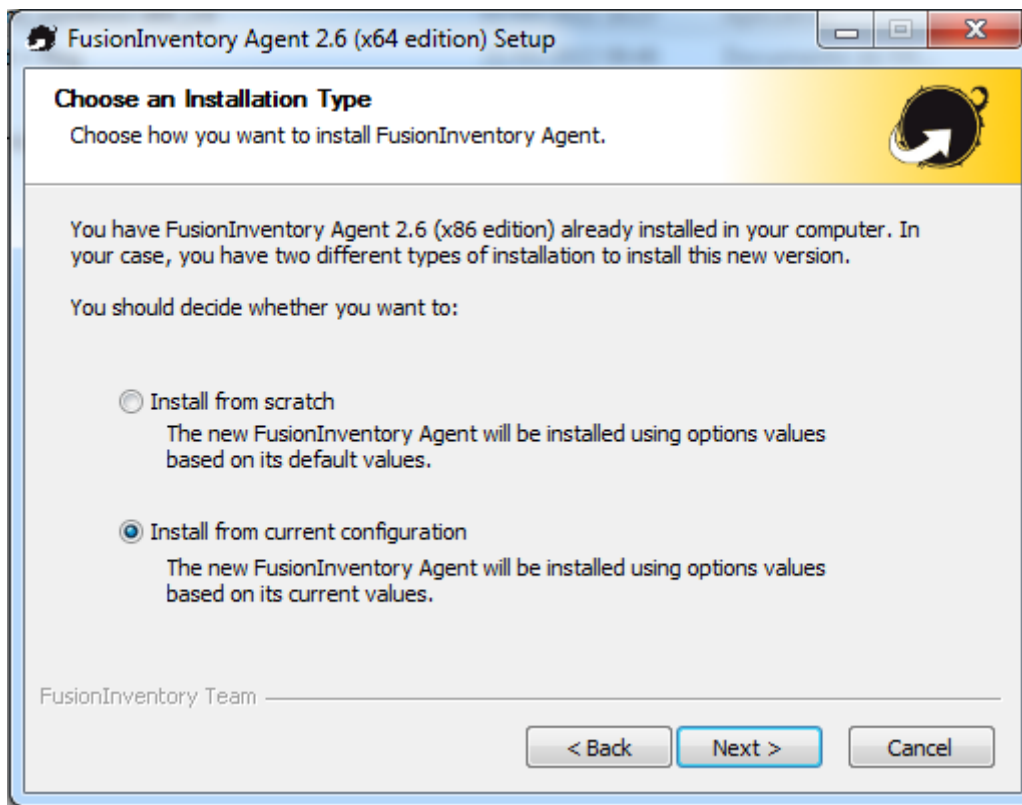 FusionInventory Agent 2.6 (x64 edition) Setup
Choose an Installation Type
Choose how you want to install FusionInventory Agent.
You have FusionInventory Agent 2.6 (x86 edition) already installed in your computer. In
your case, you have two different types of installation to install this new version.
You should decide whether you want to:
Install from scratch
The new FusionInventory Agent will be installed using options values
based on its default values.
Install from current configuration
The new FusionInventory Agent will be installed using options values
based on its current values.
FusionInventory Team
< Back
Next >
Cancel